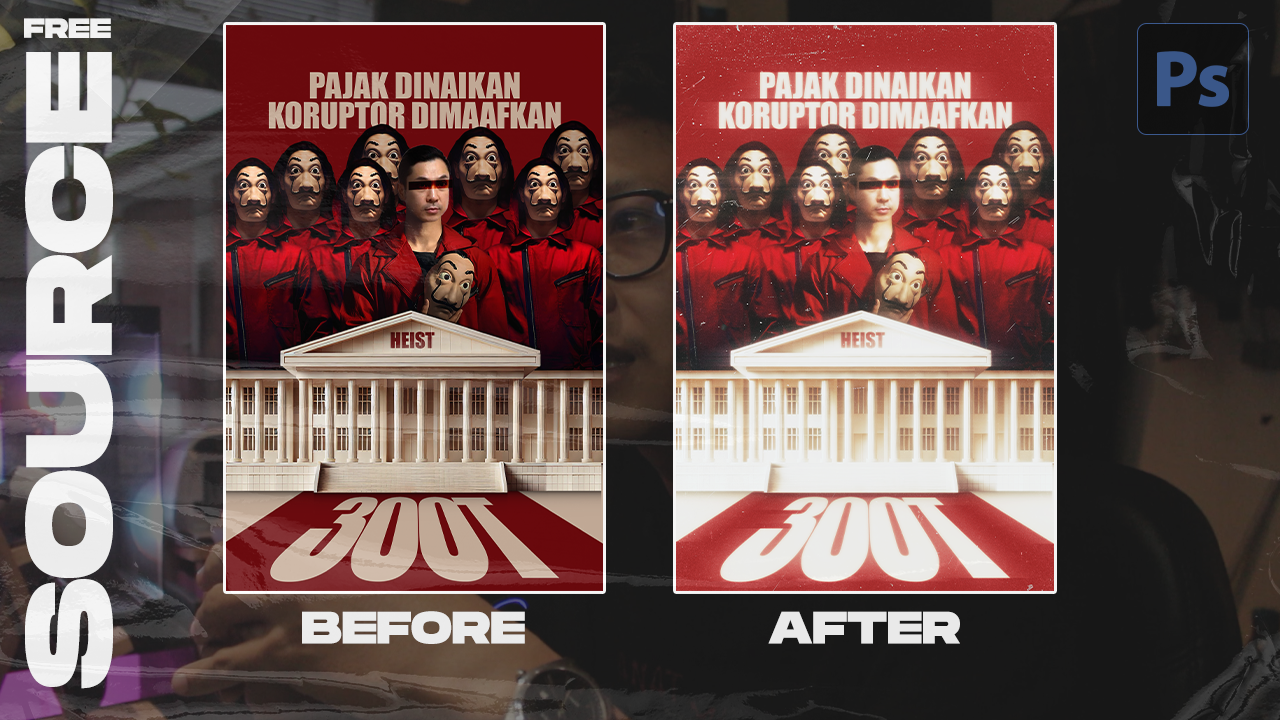 FREE
SOURCE
PAJAK DINAIKAN
KORUPTOR DIMAAFKAN
HEIST
300T
BEFORE
PAJAK DINAIKAN
KORUPTOR DIMAAFKAN
HEIST
300T
AFTER
Ps